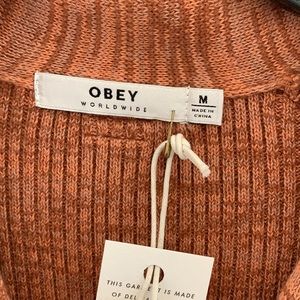 OBEY
WORLDWIDE
M
MADE IN
CHINA
THIS GARMENT IS MADE
OF DEL